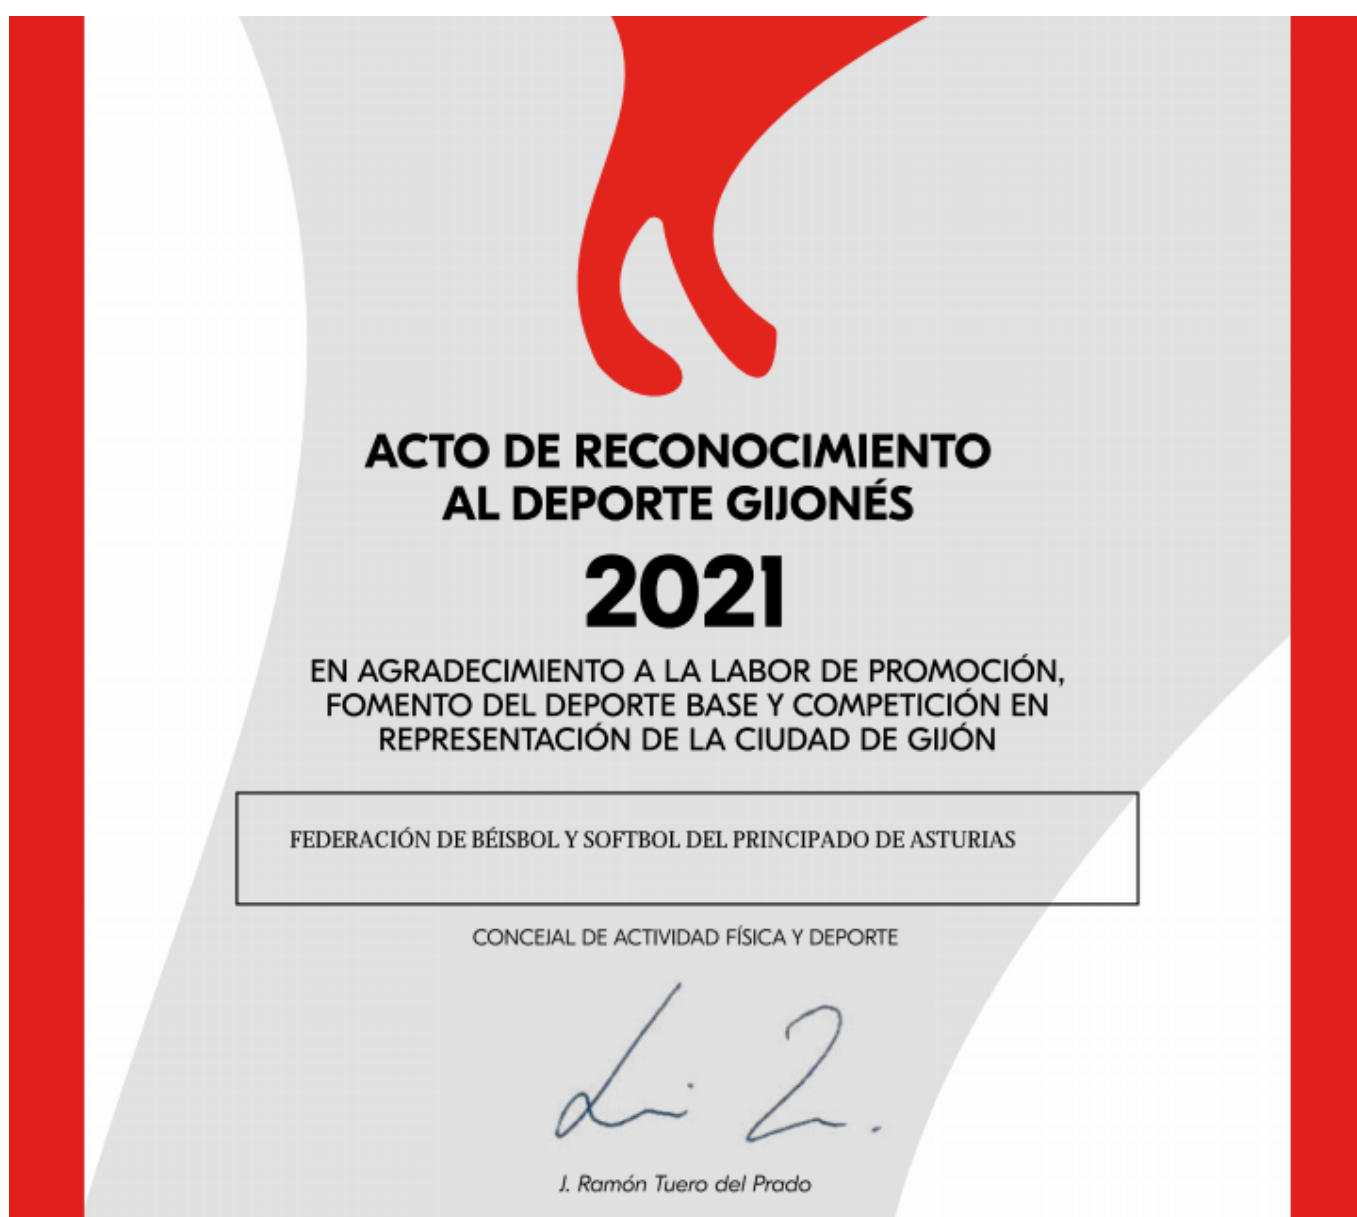 ACTO DE RECONOCIMIENTO
AL DEPORTE GIJONÉS
2021
EN AGRADECIMIENTO A LA LABOR DE PROMOCIÓN,
FOMENTO DEL DEPORTE BASE Y COMPETICIÓN EN
REPRESENTACIÓN DE LA CIUDAD DE GIJÓN
FEDERACIÓN DE BÉISBOL Y SOFTBOL DEL PRINCIPADO DE ASTURIAS
CONCEJAL DE ACTIVIDAD FÍSICA Y DEPORTE
J. Ramón Tuero del Prado